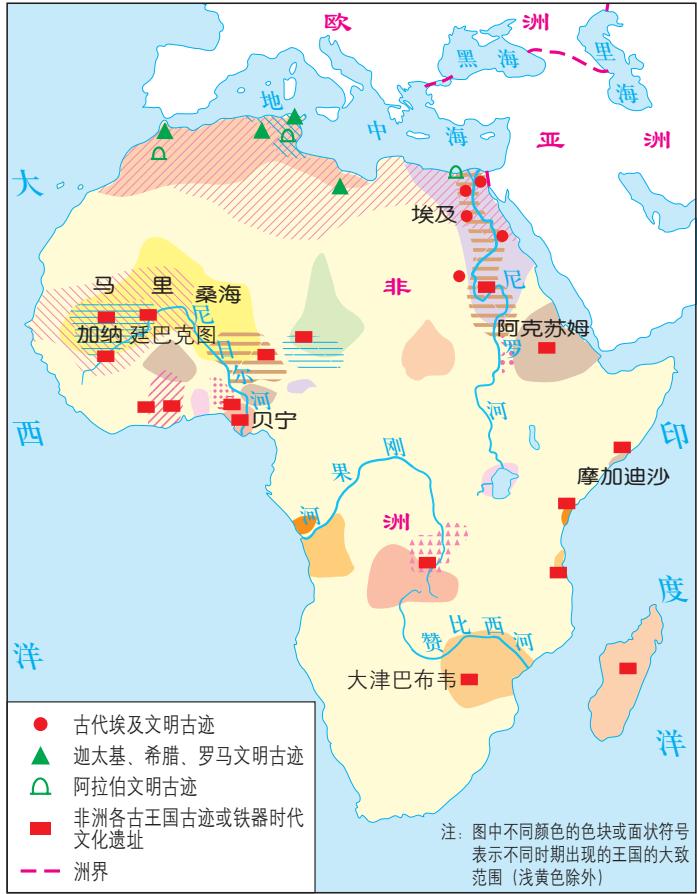 欧 洲
黑海
里海
地中海
亚 洲
大西洋
埃及
非洲
尼罗河
马里
桑海
加纳
廷巴克图
尼日尔河
阿克苏姆
贝宁
印度洋
摩加迪沙
刚果河
赞比西河
大津巴布韦
古代埃及文明古迹
迦太基、希腊、罗马文明古迹
阿拉伯文明古迹
非洲各古王国古迹或铁器时代
文化遗址
洲界
注：图中不同颜色的色块或面状符号
表示不同时期出现的王国的大致
范围（浅黄色除外）